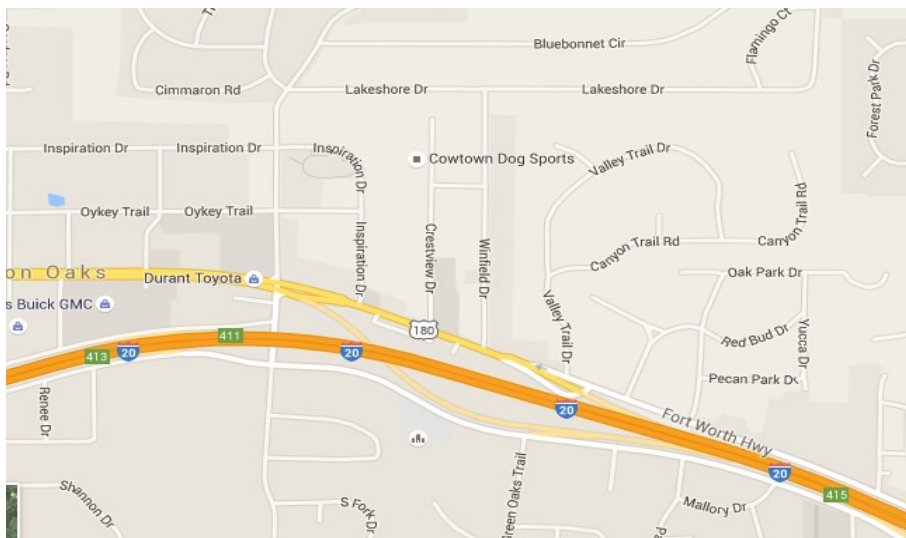 Bluebonnet Cir
Flamingo Ct
Cimmaron Rd
Lakeshore Dr
Lakeshore Dr
Forest Park Dr
Inspiration Dr
Inspiration Dr
Inspiration Dr
Cowtown Dog Sports
Valley Trail Dr
Oykey Trail
Oykey Trail
Inspiration Dr
Crestview Dr
Winfield Dr
Canyon Trail Rd
Canyon Trail Rd
on Oaks
Durant Toyota
Oak Park Dr
s Buick GMC
Valley Trail Dr
180
Red Bud Dr
Yucca Dr
411
413
20
20
Pecan Park D
Renee Dr
20
Fort Worth Hwy
Green Oaks Trail
20
415
Shannon Dr
S Fork Dr
Mallory Dr